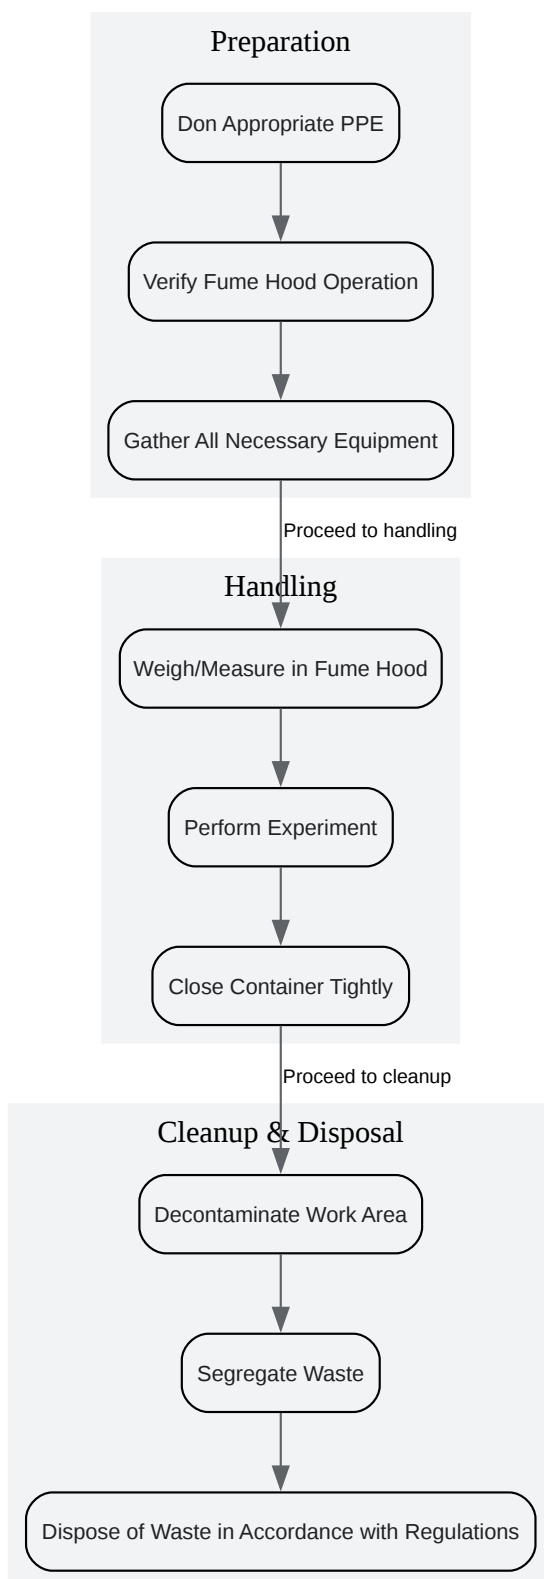 Preparation
Don Appropriate PPE
Verify Fume Hood Operation
Gather All Necessary Equipment
Proceed to handling
Handling
Weigh/Measure in Fume Hood
Perform Experiment
Close Container Tightly
Proceed to cleanup
Cleanup & Disposal
Decontaminate Work Area
Segregate Waste
Dispose of Waste in Accordance with Regulations